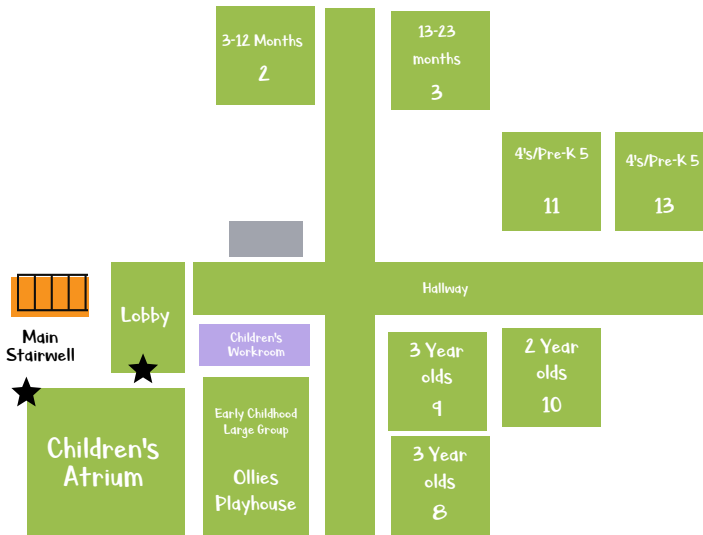 3-12 Months
2
13-23
months
3
4's/Pre-K 5
11
4's/Pre-K 5
13
Hallway
Lobby
Main
Stairwell
Children's
Workroom
3 Year
olds
9
2 Year
olds
10
Children's
Atrium
Early Childhood
Large Group
Ollies
Playhouse
3 Year
olds
8